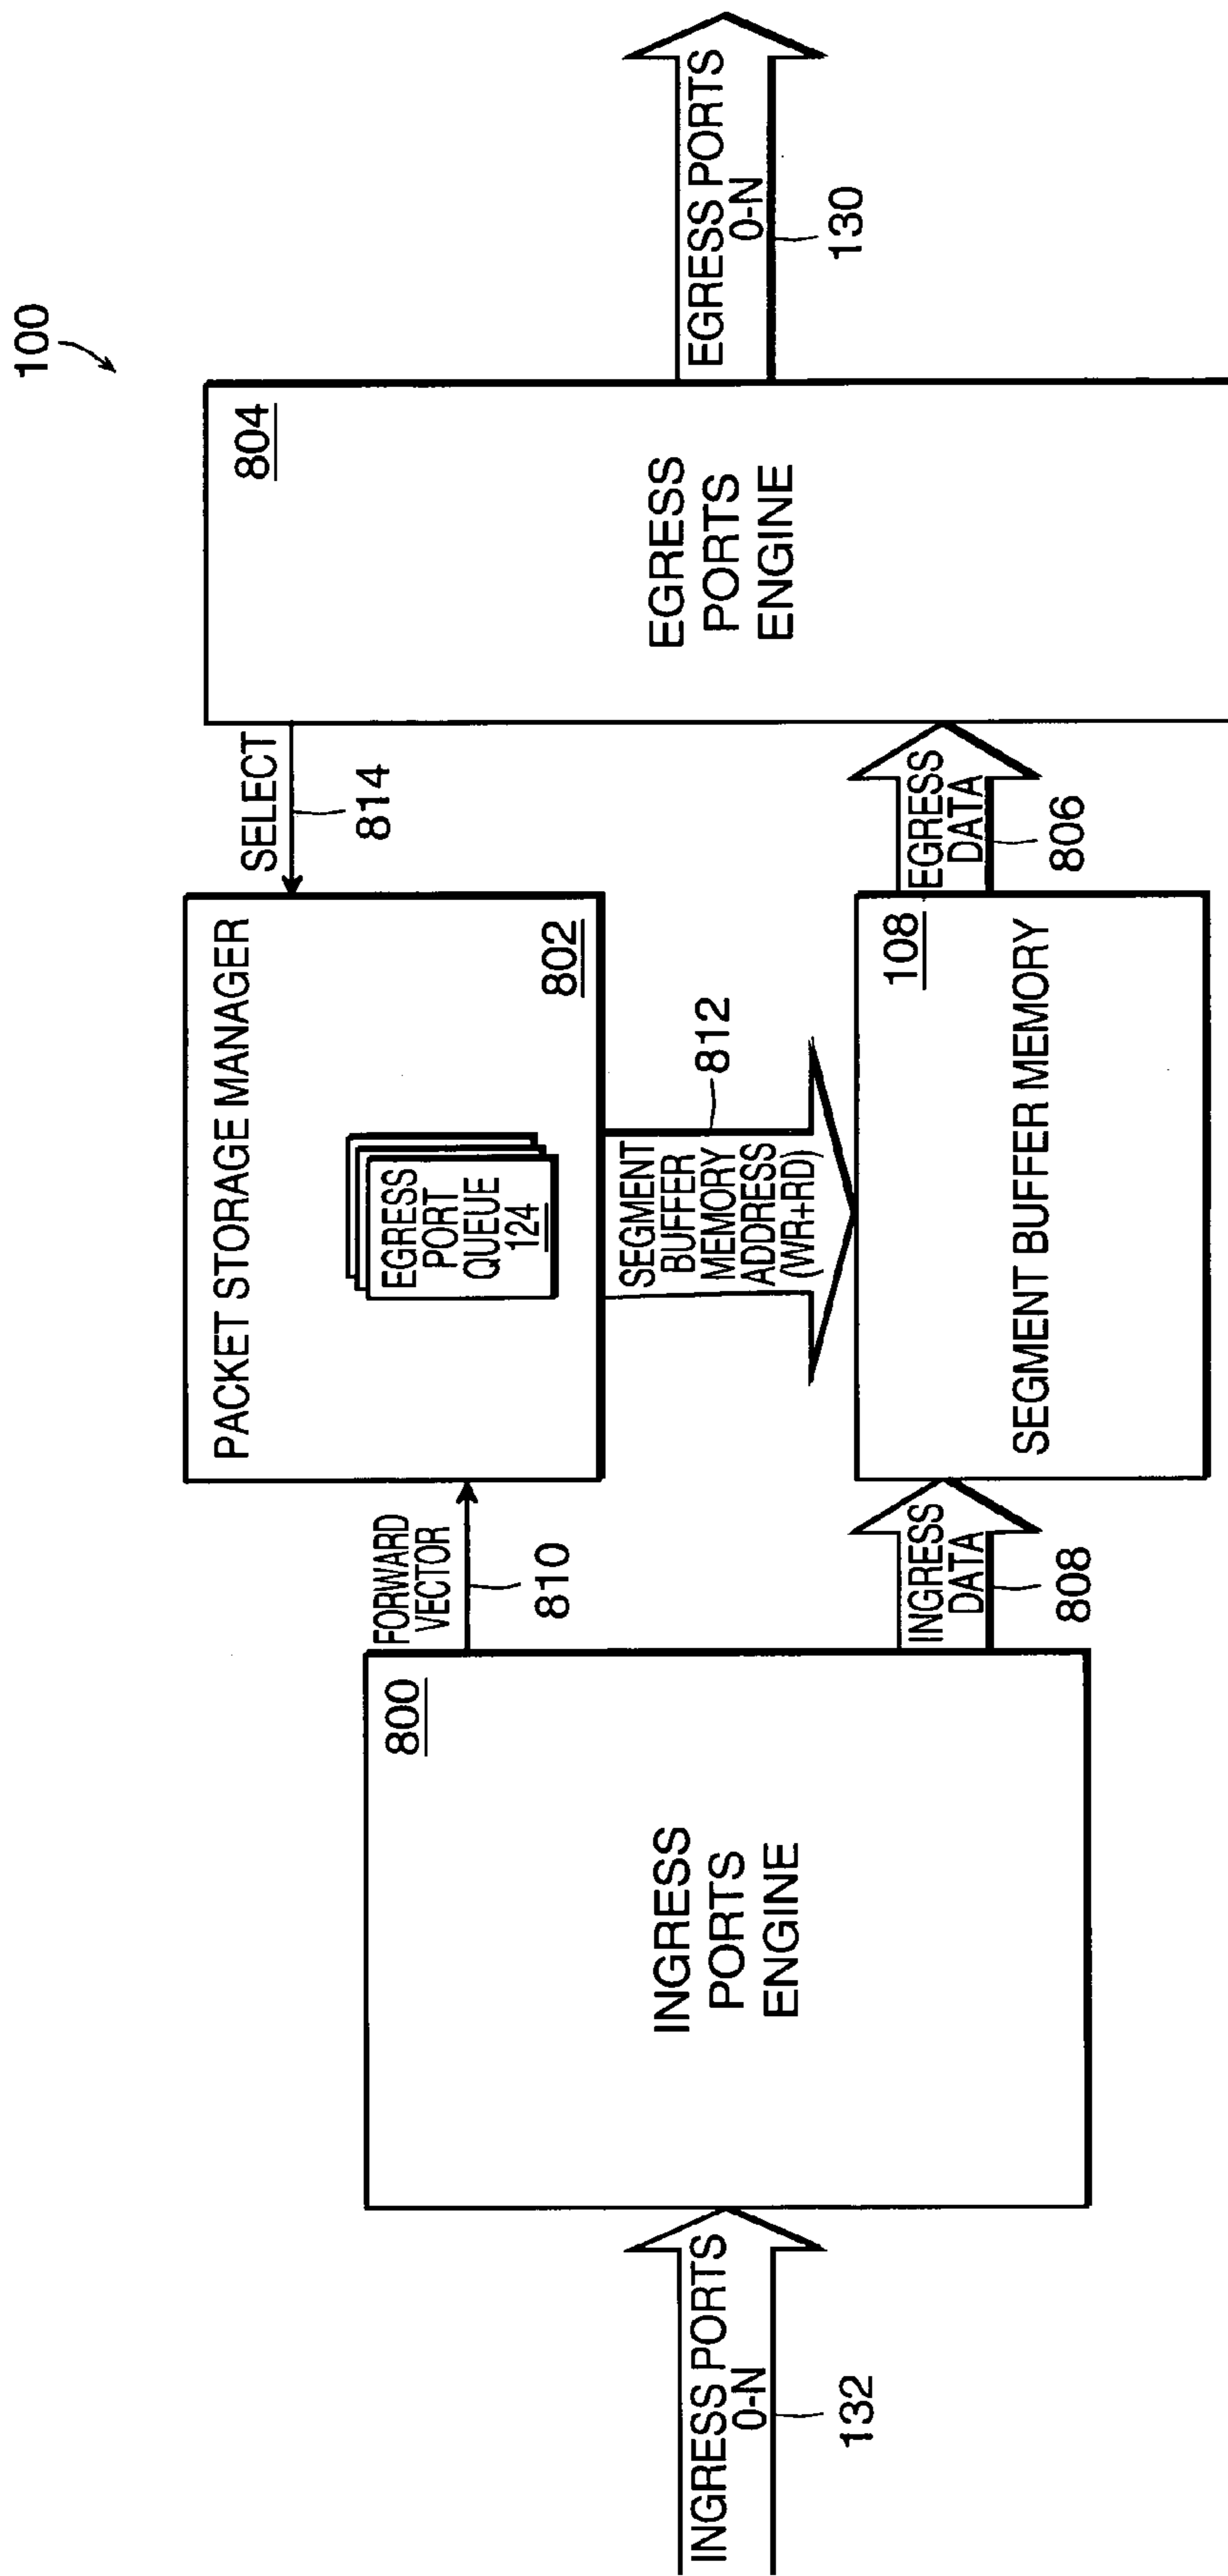 100
PACKET STORAGE MANAGER
802
EGRESS
PORT
QUEUE
124
SELECT
814
804
EGRESS
PORTS
ENGINE
FORWARD
VECTOR
810
SEGMENT
BUFFER
MEMORY
ADDRESS
(WR+RD)
812
INGRESS PORTS
0-N
132
800
INGRESS
PORTS
ENGINE
INGRESS
DATA
808
108
SEGMENT BUFFER MEMORY
EGRESS
DATA
806
EGRESS PORTS
0-N
130